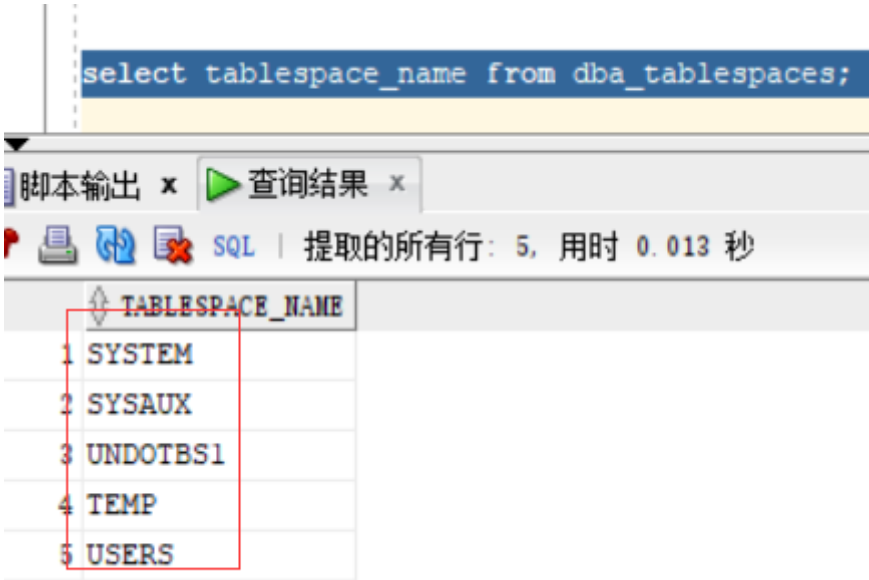 select tablespace_name from dba_tablespaces;
脚本输出 x 查询结果 x
SQL | 提取的所有行: 5, 用时 0.013 秒
TABLESPACE_NAME
1 SYSTEM
2 SYSAUX
3 UNDOTBS1
4 TEMP
5 USERS